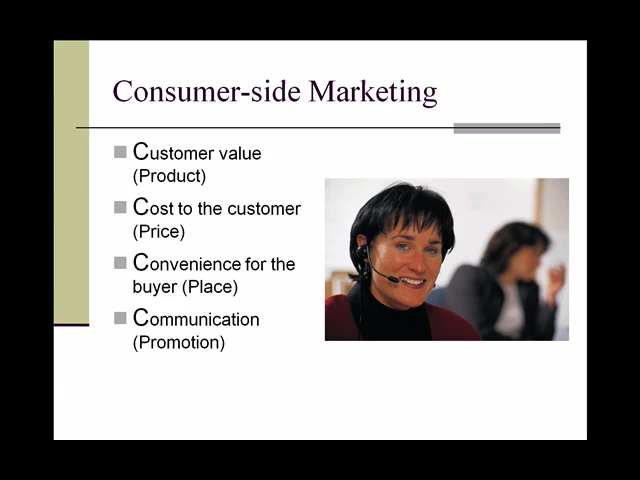 Consumer-side Marketing
Customer value
(Product)
Cost to the customer
(Price)
Convenience for the
buyer (Place)
Communication
(Promotion)